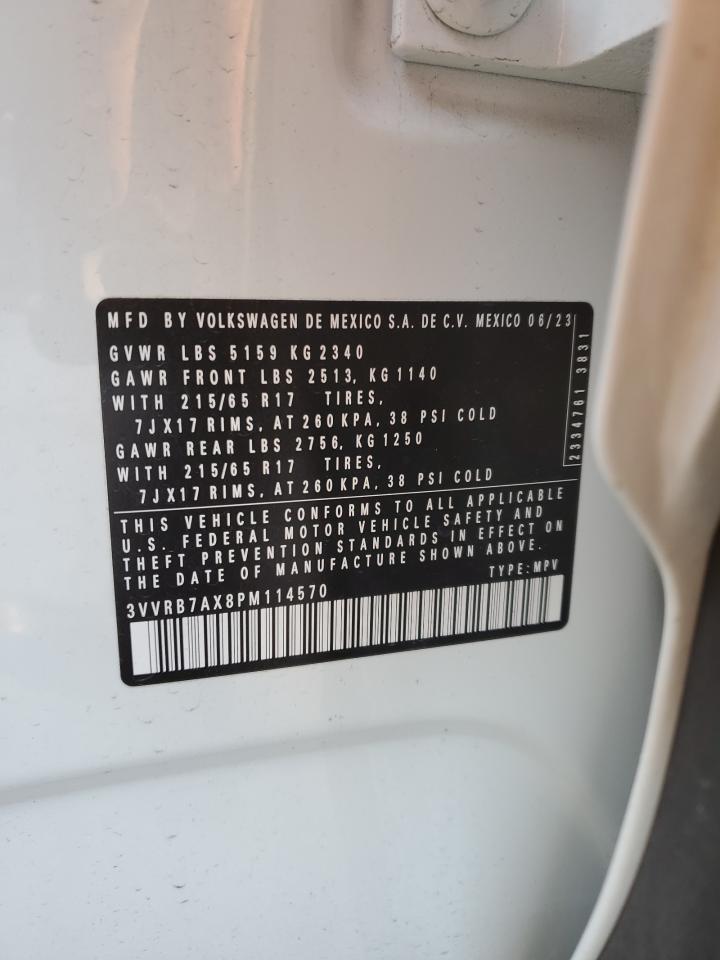 MFD BY VOLKSWAGEN DE MEXICO S.A. DE C.V. MEXICO 06/23
GVWR LBS 5159 KG 2340
GAWR FRONT LBS 2513, KG 1140
WITH 215/65 R17 TIRES,
7JX17 RIMS, AT 260 KPA, 38 PSI COLD
GAWR REAR LBS 2756, KG 1250
WITH 215/65 R17 TIRES,
7JX17 RIMS, AT 260 KPA, 38 PSI COLD
2334761 3831
THIS VEHICLE CONFORMS TO ALL APPLICABLE
U.S. FEDERAL MOTOR VEHICLE SAFETY AND
THEFT PREVENTION STANDARDS IN EFFECT ON
THE DATE OF MANUFACTURE SHOWN ABOVE.
TYPE: MPV
3VVRB7AX8PM114570